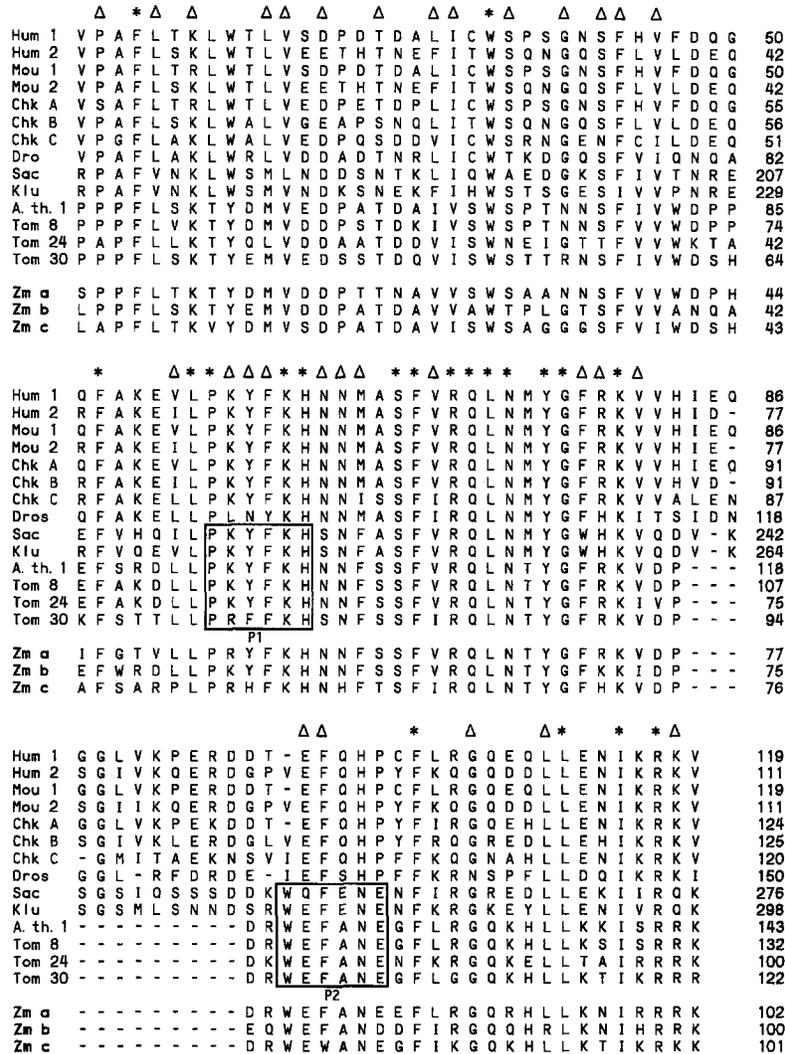 Δ * Δ Δ Δ Δ Δ Δ Δ Δ * Δ Δ Δ Δ Δ
Hum 1 V P A F L T K L W T L V S D P D T D A L I C W S P S G N S F H V F D Q G 50
Hum 2 V P A F L S K L W T L V E E T H T N E F I T W S Q N G Q S F L V L D E Q 42
Mou 1 V P A F L T R L W T L V S D P D T D A L I C W S P S G N S F H V F D Q G 50
Mou 2 V P A F L S K L W T L V E E T H T N E F I T W S Q N G Q S F L V L D E Q 42
Chk A V S A F L T R L W T L V E D P E T D P L I C W S P S G N S F H V F D Q G 55
Chk B V P A F L S K L W A L V G E A P S N Q L I T W S Q N G Q S F L V L D E Q 56
Chk C V P G F L A K L W A L V E D P Q S D D V I C W S R N G E N F C I L D E Q 51
Dro V P A F L A K L W R L V D D A D T N R L I C W T K D G Q S F V I Q N Q A 82
Sac R P A F V N K L W S M L N D D S N T K L I Q W A E D G K S F I V T N R E 207
Klu R P A F V N K L W S M V N D K S N E K F I H W S T S G E S I V V P N R E 229
A. th. 1 P P P F L S K T Y D M V E D P A T D A I V S W S P T N N S F I V W D P P 85
Tom 8 P P P F L V K T Y D M V D D P S T D K I V S W S P T N N S F V V W D P P 74
Tom 24 P A P F L L K T Y Q L V D D A A T D D V I S W N E I G T T F V V W K T A 42
Tom 30 P P P F L S K T Y E M V E D S S T D Q V I S W S T T R N S F I V W D S H 64
Zm a S P P F L T K T Y D M V D D P T T N A V V S W S A A N N S F V V W D P H 44
Zm b L P P F L S K T Y E M V D D P A T D A V V A W T P L G T S F V V A N Q A 42
Zm c L A P F L T K V Y D M V S D P A T D A V I S W S A G G G S F V I W D S H 43
* Δ * * Δ Δ Δ * * Δ Δ Δ * * Δ * * * * * * Δ Δ * Δ
Hum 1 Q F A K E V L P K Y F K H N N M A S F V R Q L N M Y G F R K V V H I E Q 86
Hum 2 R F A K E I L P K Y F K H N N M A S F V R Q L N M Y G F R K V V H I D - 77
Mou 1 Q F A K E V L P K Y F K H N N M A S F V R Q L N M Y G F R K V V H I E Q 86
Mou 2 R F A K E I L P K Y F K H N N M A S F V R Q L N M Y G F R K V V H I E - 77
Chk A Q F A K E V L P K Y F K H N N M A S F V R Q L N M Y G F R K V V H I E Q 91
Chk B R F A K E I L P K Y F K H N N M A S F V R Q L N M Y G F R K V V H V D - 91
Chk C R F A K E L L P K Y F K H N N I S S F I R Q L N M Y G F R K V V A L E N 87
Dros Q F A K E L L P L N Y K H N N M A S F I R Q L N M Y G F H K I T S I D N 118
Sac E F V H Q I L P K Y F K H S N F A S F V R Q L N M Y G W H K V Q D V - K 242
Klu R F V Q E V L P K Y F K H S N F A S F V R Q L N M Y G W H K V Q D V - K 264
A. th. 1 E F S R D L L P K Y F K H N N F S S F V R Q L N T Y G F R K V D P - - - 118
Tom 8 E F A K D L L P K Y F K H N N F S S F V R Q L N T Y G F R K V D P - - - 107
Tom 24 E F A K D L L P K Y F K H N N F S S F V R Q L N T Y G F R K I V P - - - 75
Tom 30 K F S T T L L P R F F K H S N F S S F I R Q L N T Y G F R K V D P - - - 94
P1
Zm a I F G T V L L P R Y F K H N N F S S F V R Q L N T Y G F R K V D P - - - 77
Zm b E F W R D L L P K Y F K H N N F S S F V R Q L N T Y G F K K I D P - - - 75
Zm c A F S A R P L P R H F K H N H F T S F I R Q L N T Y G F H K V D P - - - 76
Δ Δ * Δ Δ * * * Δ
Hum 1 G G L V K P E R D D T - E F Q H P C F L R G Q E Q L L E N I K R K V 119
Hum 2 S G I V K Q E R D G P V E F Q H P Y F K Q G Q D D L L E N I K R K V 111
Mou 1 G G L V K P E R D D T - E F Q H P C F L R G Q E Q L L E N I K R K V 119
Mou 2 S G I I K Q E R D G P V E F Q H P Y F K Q G Q D D L L E N I K R K V 111
Chk A G G L V K P E K D D T - E F Q H P Y F I R G Q E H L L E N I K R K V 124
Chk B S G I V K L E R D G L V E F Q H P Y F R Q G R E D L L E H I K R K V 125
Chk C - G M I T A E K N S V I E F Q H P F F K Q G N A H L L E N I K R K V 120
Dros G G L - R F D R D E - I E F S H P F F K R N S P F L L D Q I K R K I 150
Sac S G S I Q S S S D D K W Q F E N E N F I R G R E D L L E K I I R Q K 276
Klu S G S M L S N N D S R W E F E N E N F K R G K E Y L L E N I V R Q K 298
A. th. 1 - - - - - - - - - - D R W E F A N E G F L R G Q K H L L K K I S R R K 143
Tom 8 - - - - - - - - - - D R W E F A N E G F L R G Q K H L L K S I S R R K 132
Tom 24 - - - - - - - - - - D K W E F A N E N F K R G Q K E L L T A I R R R K 100
Tom 30 - - - - - - - - - - D R W E F A N E G F L G G Q K H L L K T I K R R R 122
P2
Zm a - - - - - - - - - - D R W E F A N E E F L R G Q R H L L K N I R R R K 102
Zm b - - - - - - - - - - E Q W E F A N D D F I R G Q Q H R L K N I H R R K 100
Zm c - - - - - - - - - - D R W E W A N E G F I K G Q K H L L K T I K R R K 101